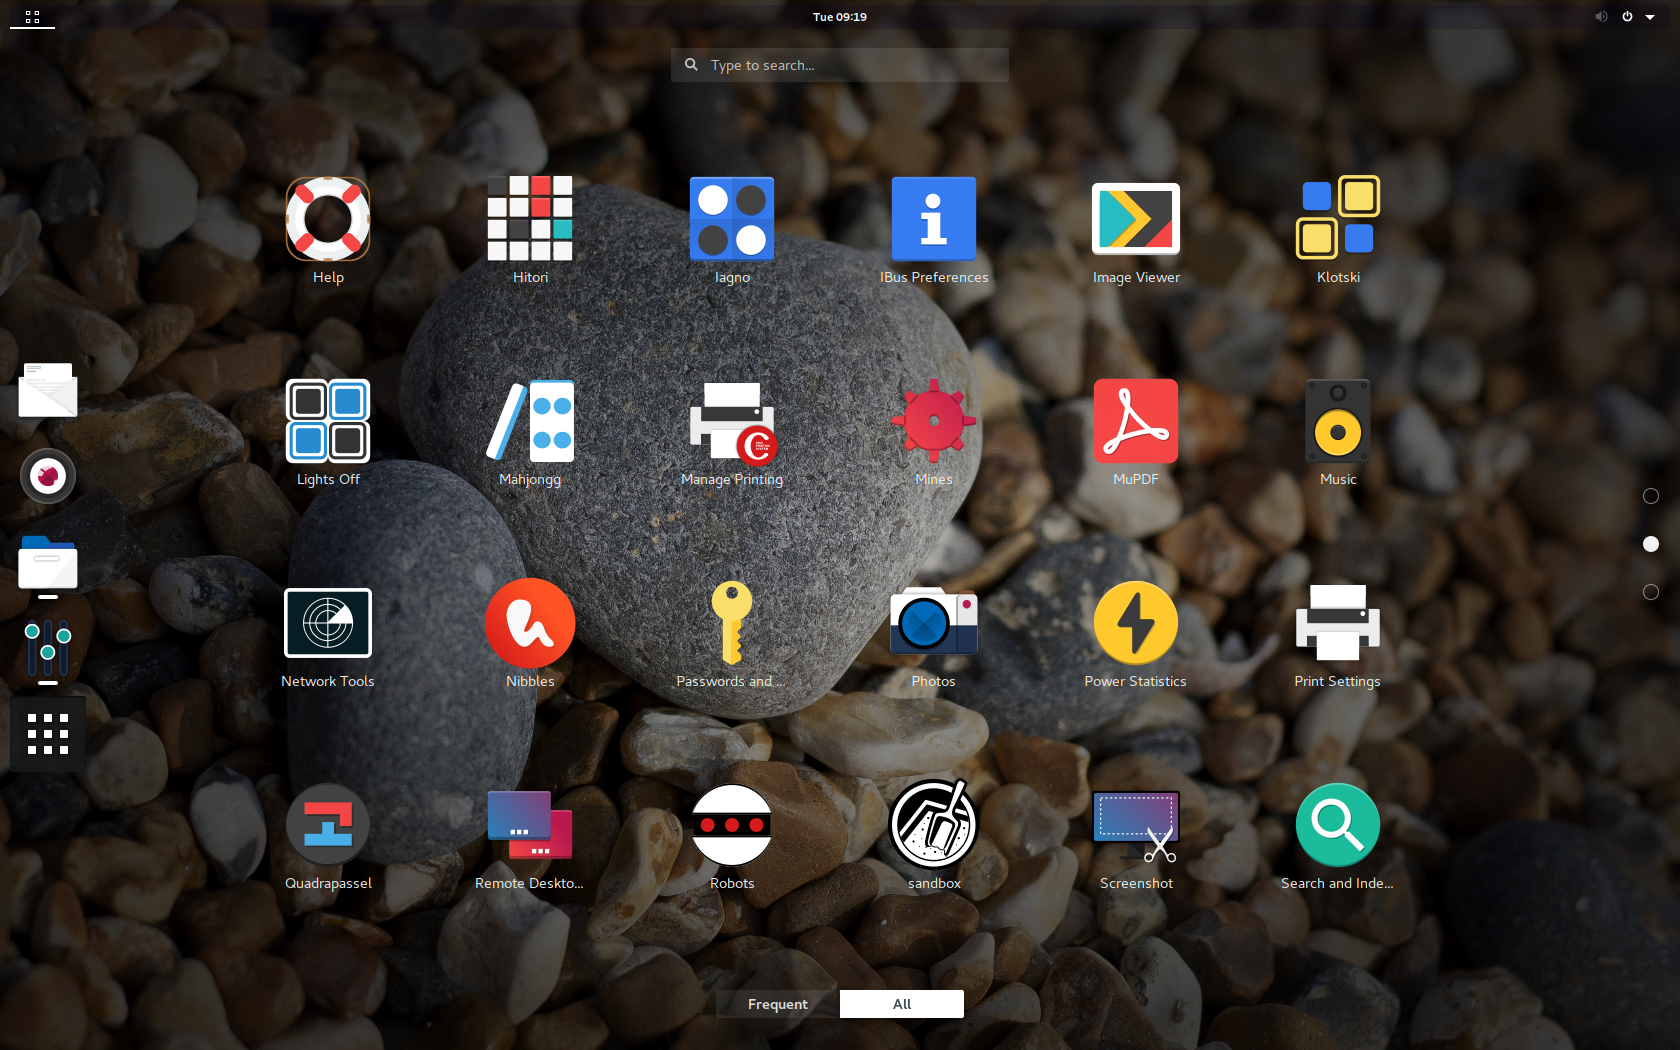 Tue 09:19
Type to search...
Help
Hitori
Iagno
IBus Preferences
Image Viewer
Klotski
Lights Off
Mahjongg
Manage Printing
Mines
MuPDF
Music
Network Tools
Nibbles
Passwords and ...
Photos
Power Statistics
Print Settings
Quadrapassel
Remote Deskto...
Robots
sandbox
Screenshot
Search and Inde...
Frequent
All